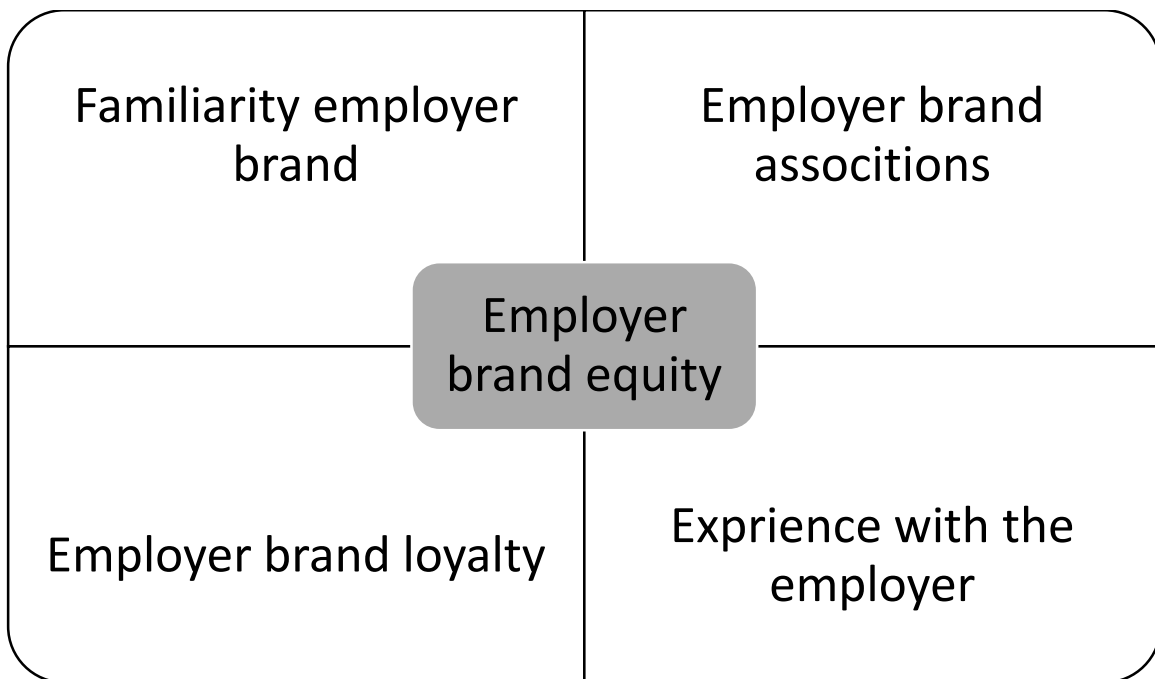 Familiarity employer
brand
Employer brand
associtions
Employer
brand equity
Employer brand loyalty
Exprience with the
employer